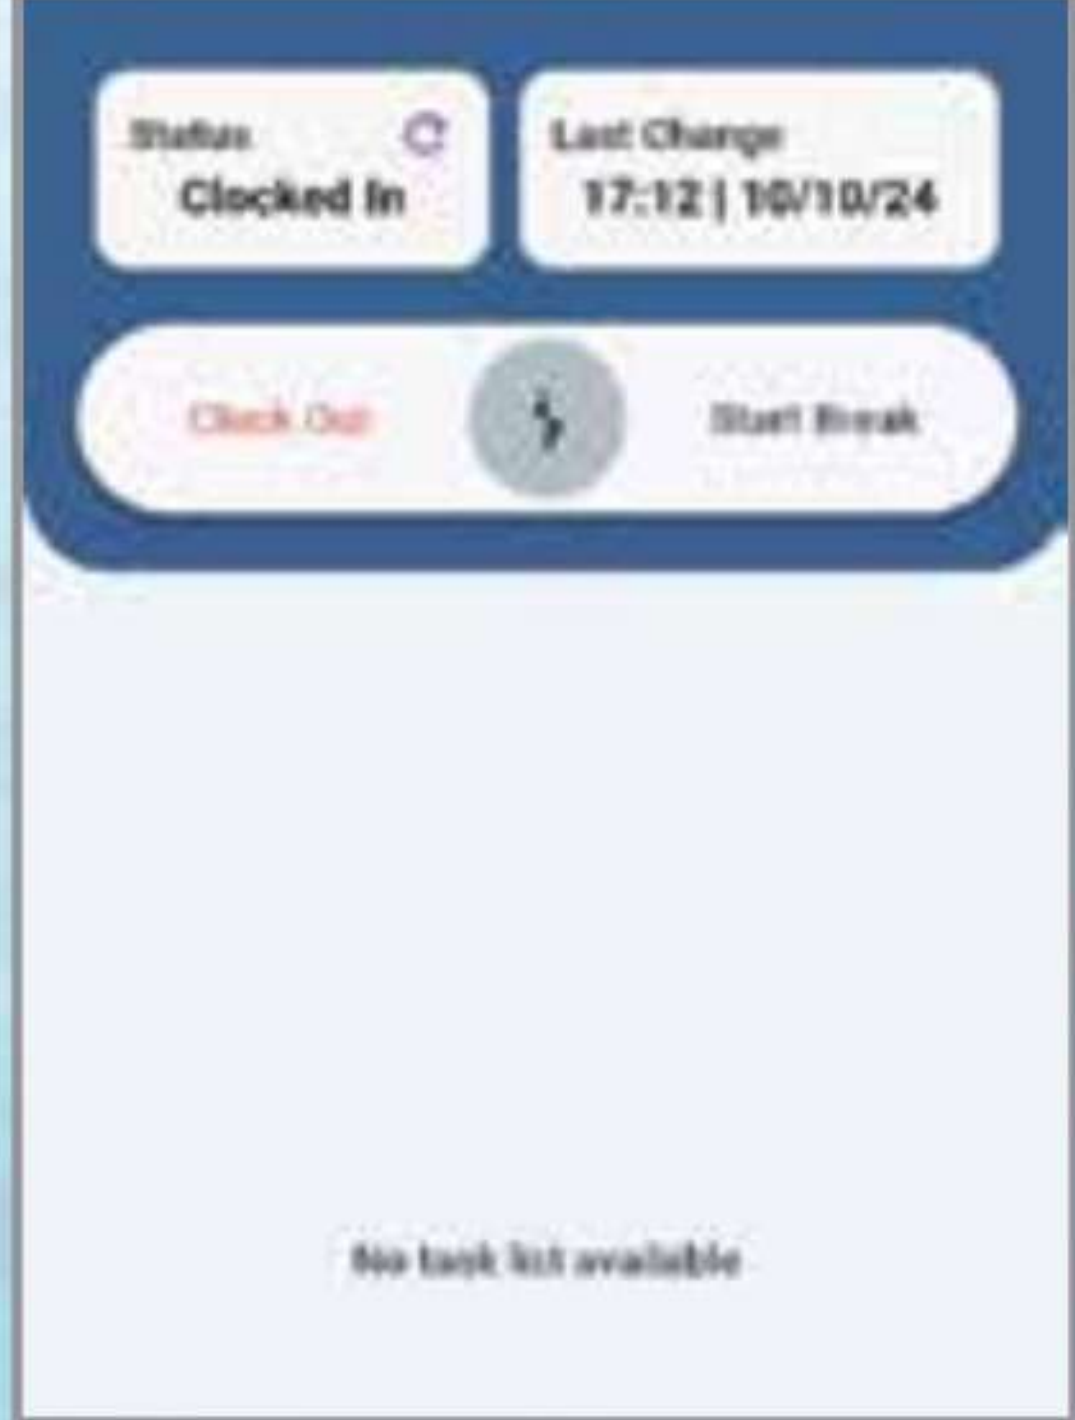 Status
Clocked In
Last Change
17:12 | 10/10/24
Clock Out
Start Break
No task list available